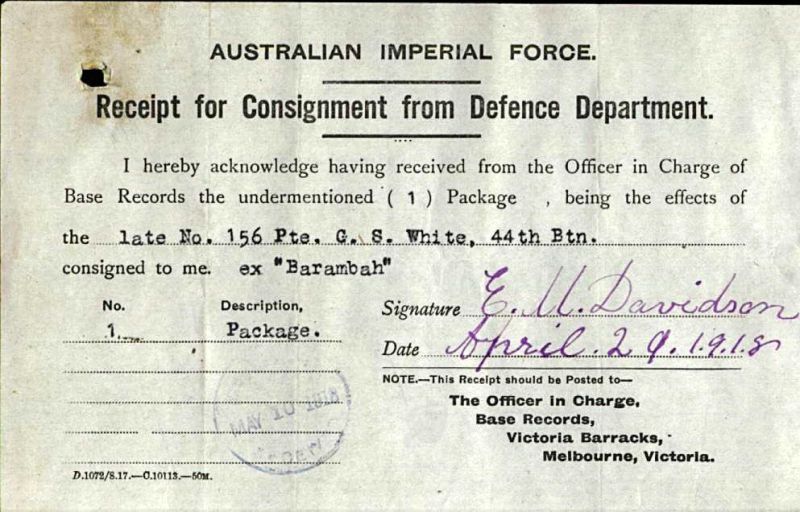 AUSTRALIAN IMPERIAL FORCE.
Receipt for Consignment from Defence Department.
I hereby acknowledge having received from the Officer in Charge of
Base Records the undermentioned ( 1 ) Package , being the effects of
the late No. 156 Pte. G. S. White, 44th Btn.
consigned to me. ex "Barambah"
No. Description,
1. Package.
Signature E. M. Davidson
Date April. 29. 1918
NOTE.—This Receipt should be Posted to—
The Officer in Charge,
Base Records,
Victoria Barracks,
Melbourne, Victoria.
MAY 10 1918
D.1072/8.17.—C.10113.—50M.